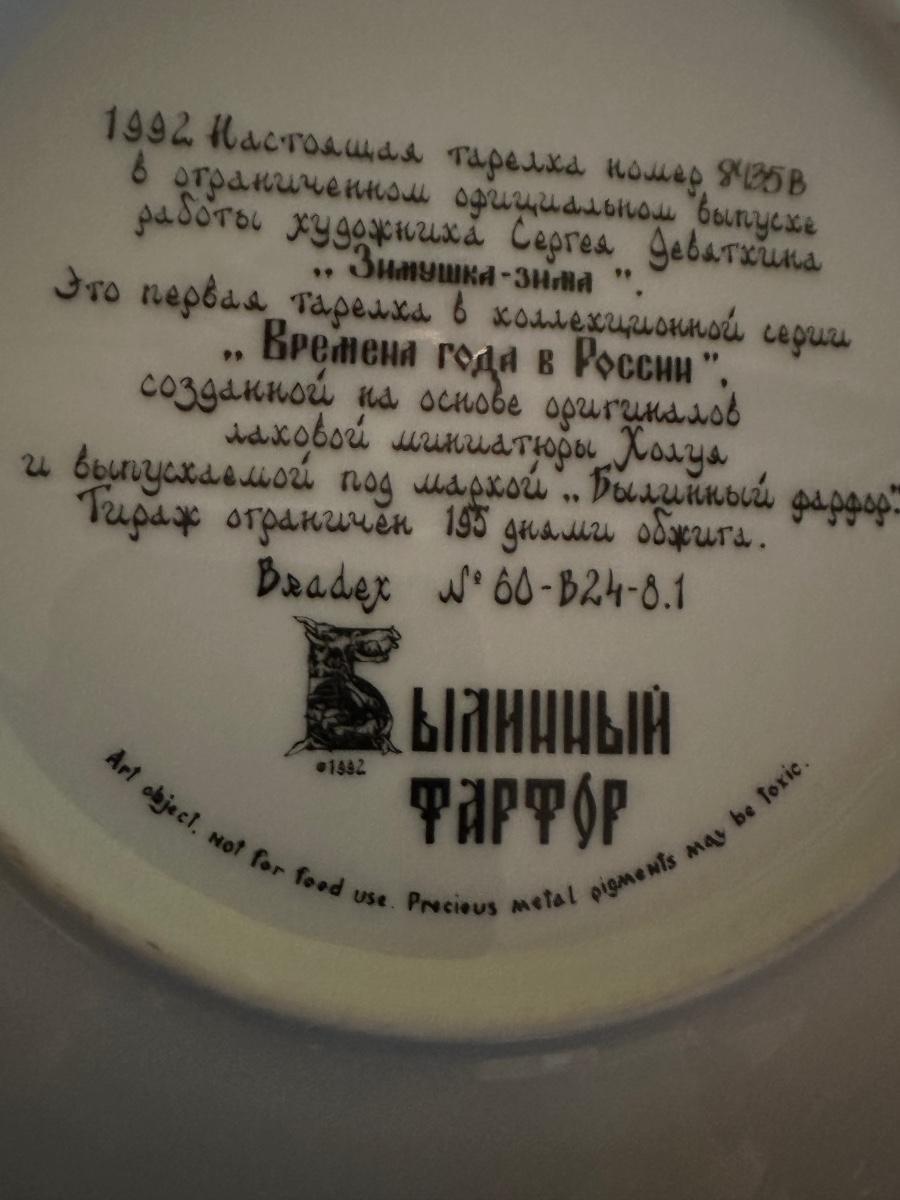 1992 Настоящая тарелка номер 8435B
в ограниченном официальном выпуске
работы художника Сергея Девяткина
„Зимушка-зима".
Это первая тарелка в коллекционной серии
„Времена года в России",
созданной на основе оригиналов
лаковой миниатюры Холуя
и выпускаемой под маркой „Былинный фарфор".
Тираж ограничен 195 днями обжига.
Bradex № 60-B24-8.1
Былинный
©1992
фарфор
Art object, not for food use. Precious metal pigments may be toxic.